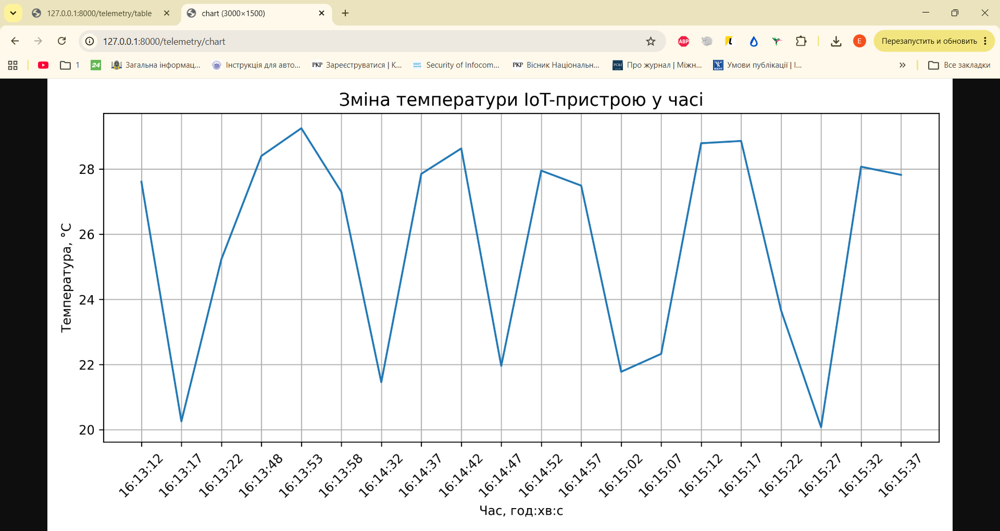 127.0.0.1:8000/telemetry/table
chart (3000×1500)
127.0.0.1:8000/telemetry/chart
ABP
E
Перезапустить и обновить
1
24
Загальна інформац...
Інструкція для авто...
PKP Зареєструватися | К...
Security of Infocom...
PKP Вісник Національн...
PC&I Про журнал | Міжн...
Умови публікації | І...
Все закладки
Зміна температури IoT-пристрою у часі
Температура, °C
28
26
24
22
20
16:13:12
16:13:17
16:13:22
16:13:48
16:13:53
16:13:58
16:14:32
16:14:37
16:14:42
16:14:47
16:14:52
16:14:57
16:15:02
16:15:07
16:15:12
16:15:17
16:15:22
16:15:27
16:15:32
16:15:37
Час, год:хв:с